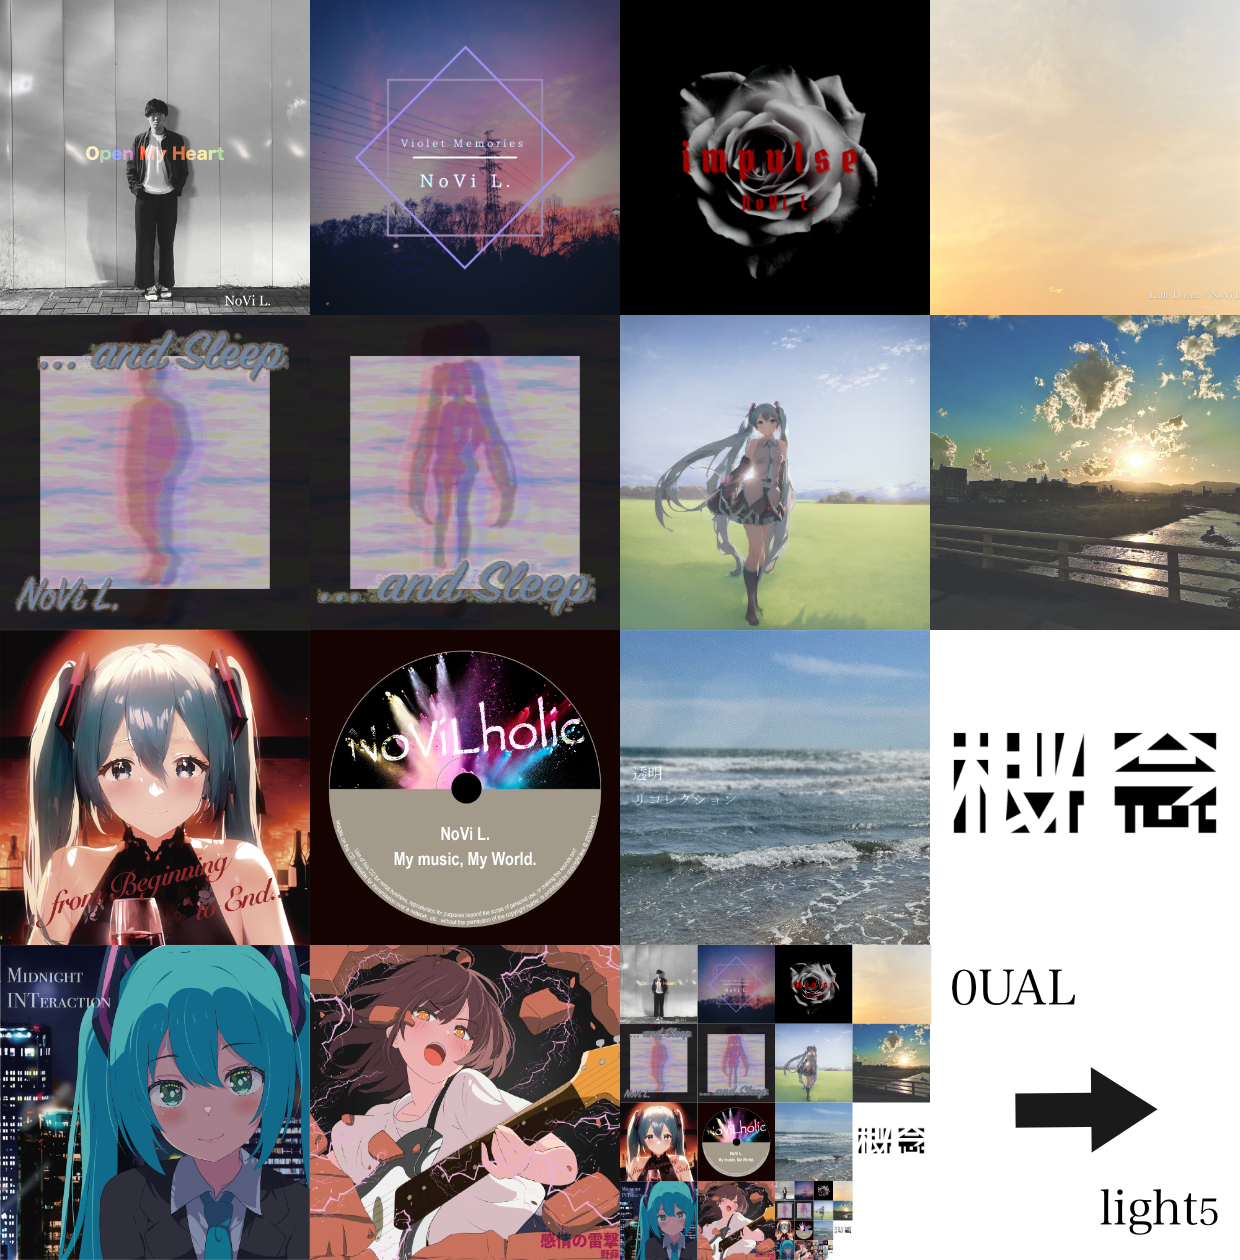 Open My Heart
NoVi L.
Violet Memories
NoVi L.
impulse
NoVi L.
Little Dream - NoVi L.
... and Sleep
NoVi L.
... and Sleep
from Beginning
to End...
NoViLholic
NoVi L.
My music, My World.
透明
リコレクション
MIDNIGHT
INTERACTION
感情の雷撃
野蒜
0UAL
light5